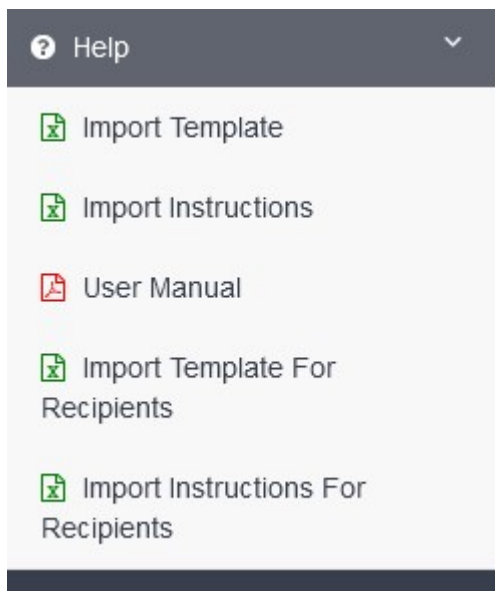 Help
Import Template
Import Instructions
User Manual
Import Template For
Recipients
Import Instructions For
Recipients